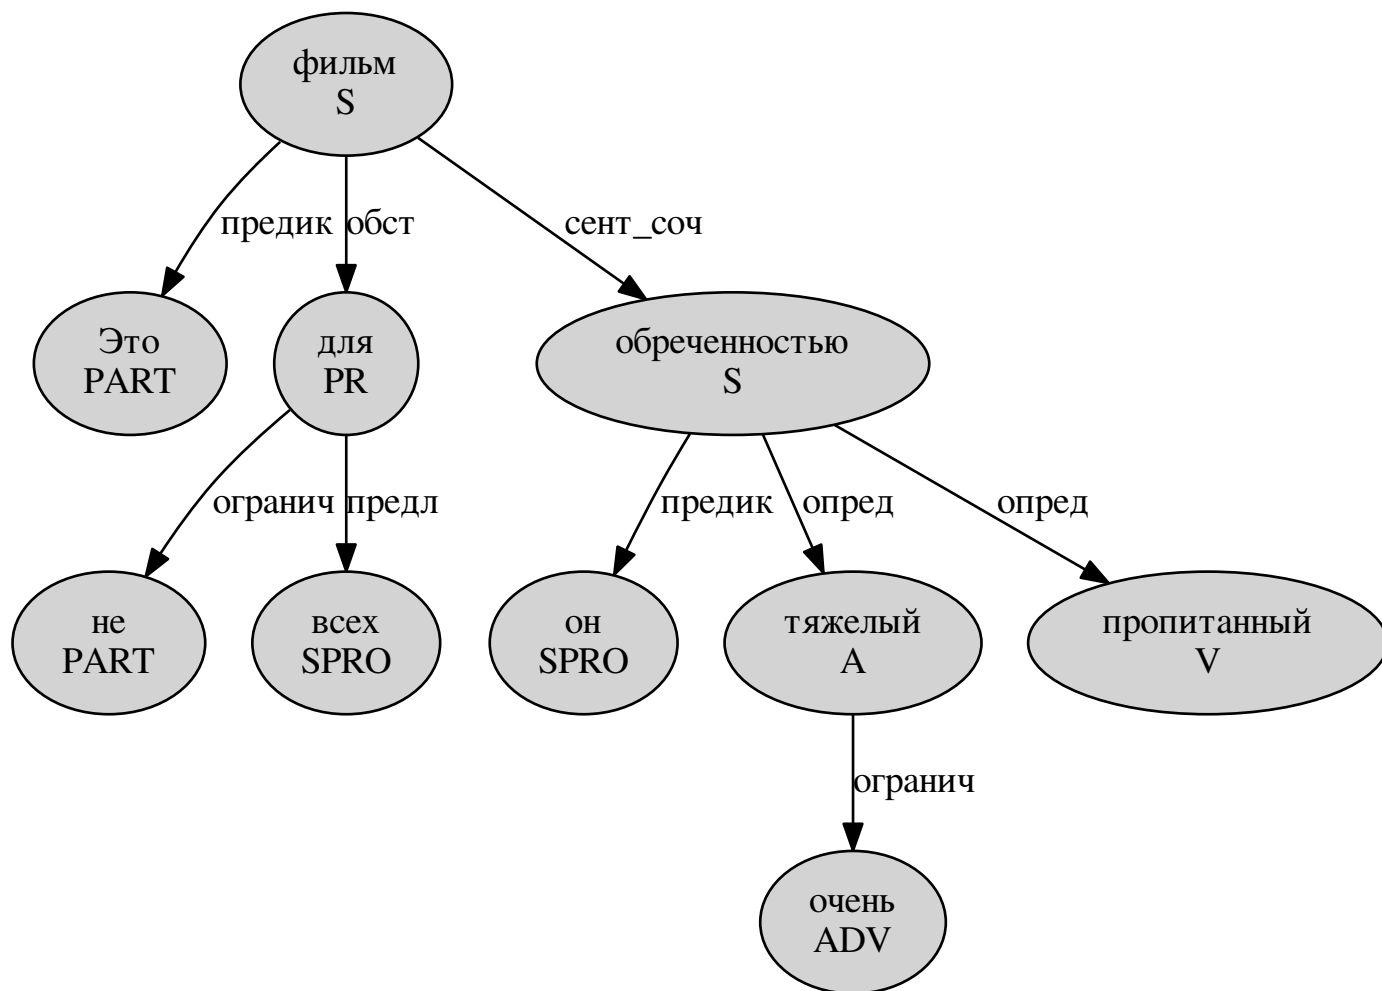 фильм
S
предик
обст
сент_соч
Это
PART
для
PR
обреченностью
S
огранич
предл
предик
опред
опред
не
PART
всех
SPRO
он
SPRO
тяжелый
A
пропитанный
V
огранич
очень
ADV